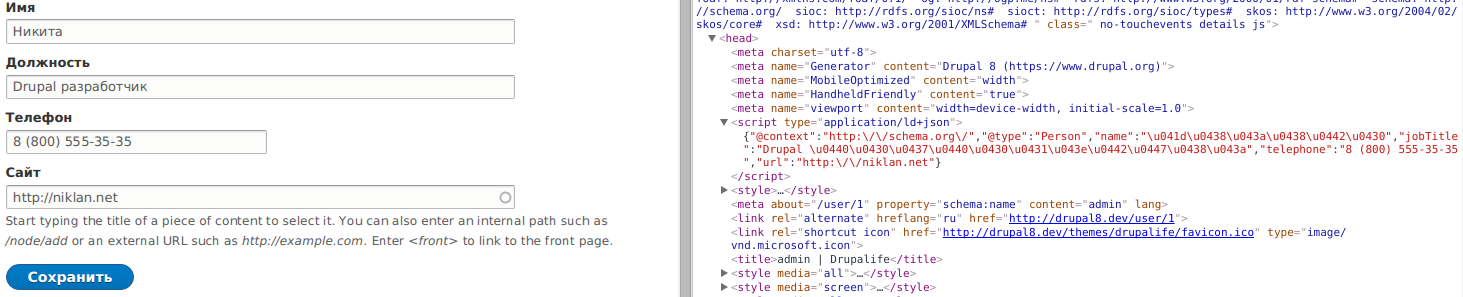 Имя
Никита
Должность
Drupal разработчик
Телефон
8 (800) 555-35-35
Сайт
http://niklan.net
Start typing the title of a piece of content to select it. You can also enter an internal path such as
/node/add or an external URL such as http://example.com. Enter <front> to link to the front page.
Сохранить
//schema.org/  sioc: http://rdfs.org/sioc/ns#  sioct: http://rdfs.org/sioc/types#  skos: http://www.w3.org/2004/02/
skos/core#  xsd: http://www.w3.org/2001/XMLSchema# " class=" no-touchevents details js">
▼<head>
<meta charset="utf-8">
<meta name="Generator" content="Drupal 8 (https://www.drupal.org)">
<meta name="MobileOptimized" content="width">
<meta name="HandheldFriendly" content="true">
<meta name="viewport" content="width=device-width, initial-scale=1.0">
▼<script type="application/ld+json">
{"@context":"http:\/\/schema.org\/","@type":"Person","name":"\u041d\u0438\u043a\u0438\u0442\u0430","jobTitle
":"Drupal \u0440\u0430\u0437\u0440\u0430\u0431\u043e\u0442\u0447\u0438\u043a","telephone":"8 (800) 555-35-35
","url":"http:\/\/niklan.net"}
</script>
▶<style>…</style>
<meta about="/user/1" property="schema:name" content="admin" lang>
<link rel="alternate" hreflang="ru" href="http://drupal8.dev/user/1">
<link rel="shortcut icon" href="http://drupal8.dev/themes/drupalife/favicon.ico" type="image/
vnd.microsoft.icon">
<title>admin | Drupalife</title>
▶<style media="all">…</style>
▶<style media="screen">…</style>